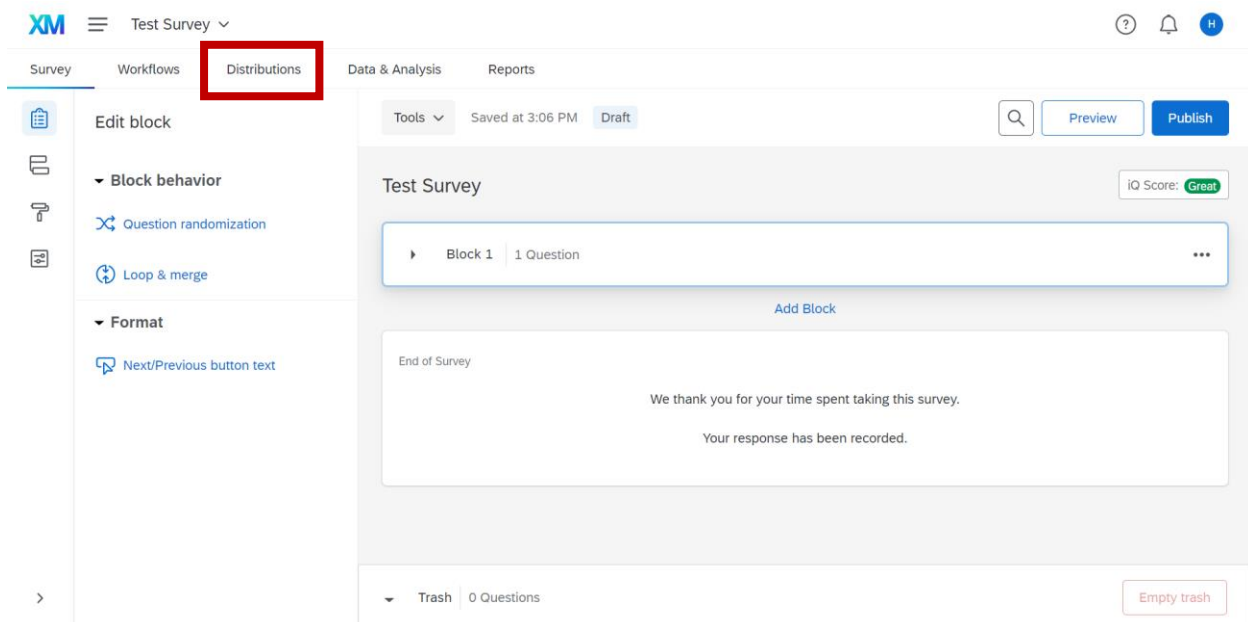 XM Test Survey H
Survey Workflows Distributions Data & Analysis Reports
Edit block
Tools Saved at 3:06 PM Draft Preview Publish
Block behavior
Test Survey iQ Score: Great
Question randomization
Block 1 1 Question
Loop & merge
Add Block
Format
End of Survey
Next/Previous button text
We thank you for your time spent taking this survey.
Your response has been recorded.
Trash 0 Questions Empty trash